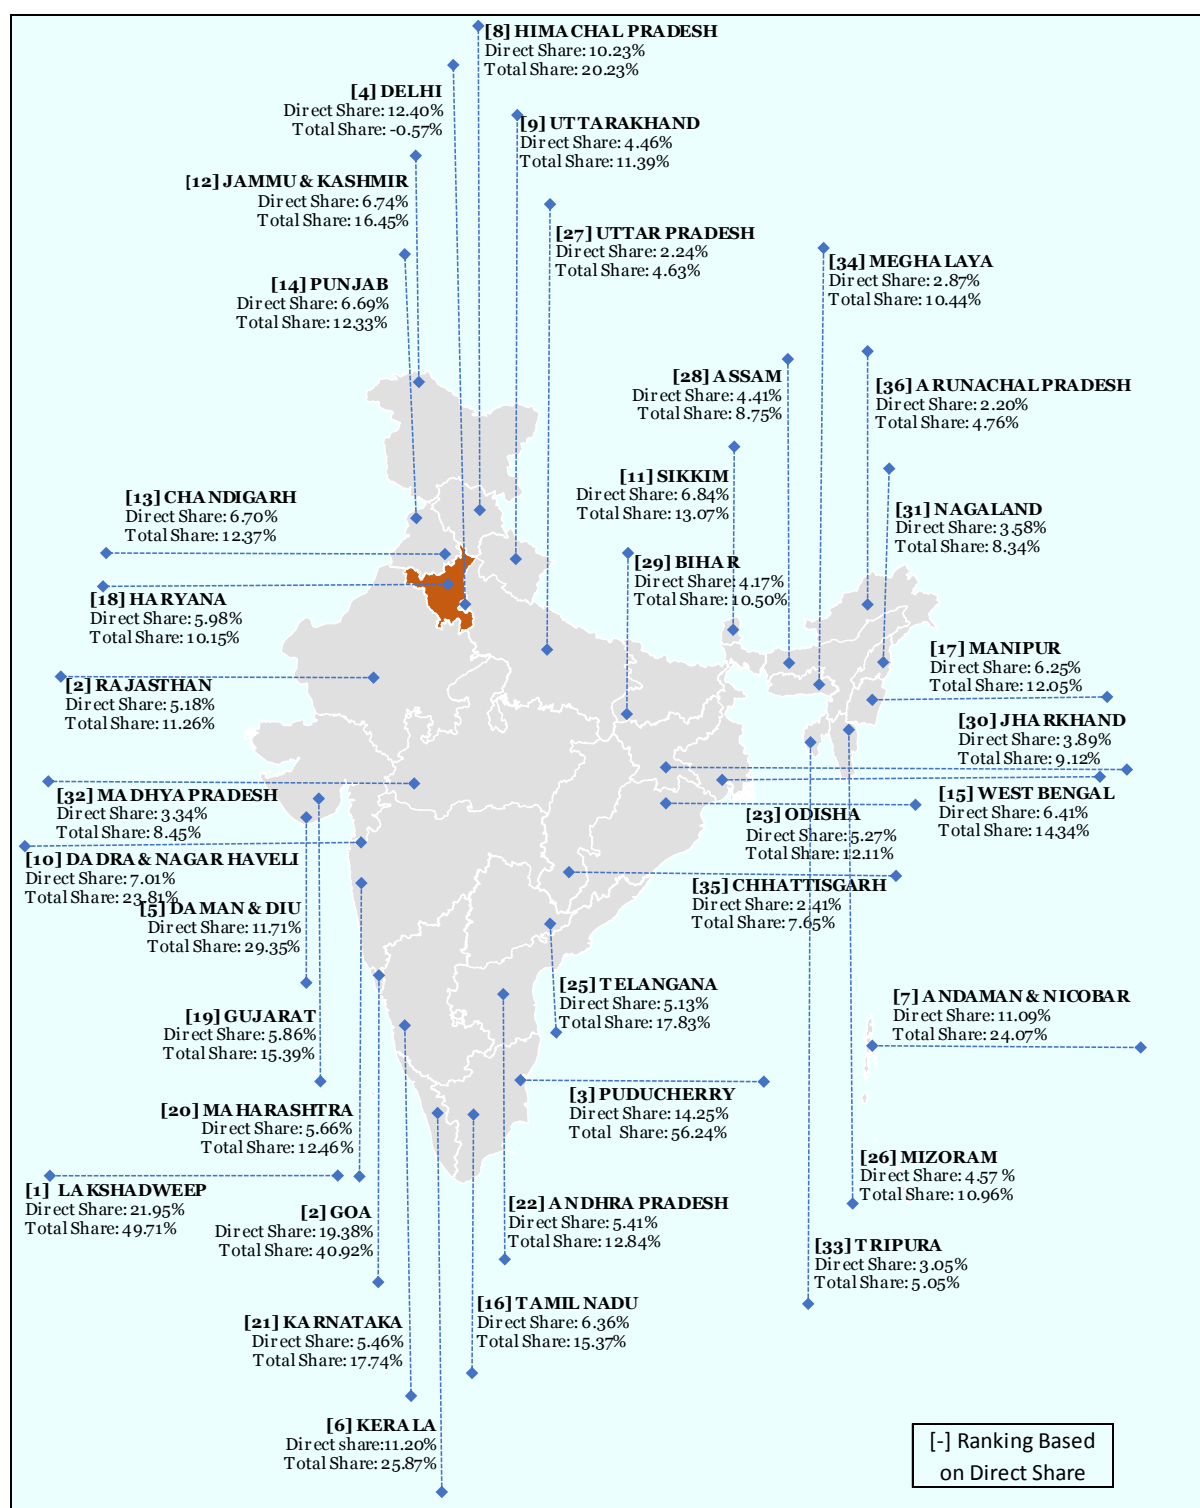 [8] HIMACHAL PRADESH
Direct Share: 10.23%
Total Share: 20.23%
[4] DELHI
Direct Share: 12.40%
Total Share: -0.57%
[9] UTTARAKHAND
Direct Share: 4.46%
Total Share: 11.39%
[12] JAMMU & KASHMIR
Direct Share: 6.74%
Total Share: 16.45%
[27] UTTAR PRADESH
Direct Share: 2.24%
Total Share: 4.63%
[34] MEGHALAYA
Direct Share: 2.87%
Total Share: 10.44%
[14] PUNJAB
Direct Share: 6.69%
Total Share: 12.33%
[28] ASSAM
Direct Share: 4.41%
Total Share: 8.75%
[36] ARUNACHAL PRADESH
Direct Share: 2.20%
Total Share: 4.76%
[11] SIKKIM
Direct Share: 6.84%
Total Share: 13.07%
[13] CHANDIGARH
Direct Share: 6.70%
Total Share: 12.37%
[31] NAGALAND
Direct Share: 3.58%
Total Share: 8.34%
[29] BIHAR
Direct Share: 4.17%
Total Share: 10.50%
[18] HARYANA
Direct Share: 5.98%
Total Share: 10.15%
[17] MANIPUR
Direct Share: 6.25%
Total Share: 12.05%
[2] RAJASTHAN
Direct Share: 5.18%
Total Share: 11.26%
[30] JHARKHAND
Direct Share: 3.89%
Total Share: 9.12%
[32] MADHYA PRADESH
Direct Share: 3.34%
Total Share: 8.45%
[15] WEST BENGAL
Direct Share: 6.41%
Total Share: 14.34%
[23] ODISHA
Direct Share: 5.27%
Total Share: 12.11%
[10] DADRA & NAGAR HAVELI
Direct Share: 7.01%
Total Share: 23.81%
[35] CHHATTISGARH
Direct Share: 2.41%
Total Share: 7.65%
[5] DAMAN & DIU
Direct Share: 11.71%
Total Share: 29.35%
[25] TELANGANA
Direct Share: 5.13%
Total Share: 17.83%
[7] ANDAMAN & NICOBAR
Direct Share: 11.09%
Total Share: 24.07%
[19] GUJARAT
Direct Share: 5.86%
Total Share: 15.39%
[3] PUDUCHERRY
Direct Share: 14.25%
Total Share: 56.24%
[20] MAHARASHTRA
Direct Share: 5.66%
Total Share: 12.46%
[26] MIZORAM
Direct Share: 4.57 %
Total Share: 10.96%
[1] LAKSHADWEEP
Direct Share: 21.95%
Total Share: 49.71%
[2] GOA
Direct Share: 19.38%
Total Share: 40.92%
[22] ANDHRA PRADESH
Direct Share: 5.41%
Total Share: 12.84%
[33] TRIPURA
Direct Share: 3.05%
Total Share: 5.05%
[16] TAMIL NADU
Direct Share: 6.36%
Total Share: 15.37%
[21] KARNATAKA
Direct Share: 5.46%
Total Share: 17.74%
[6] KERALA
Direct share:11.20%
Total Share: 25.87%
[-] Ranking Based
on Direct Share